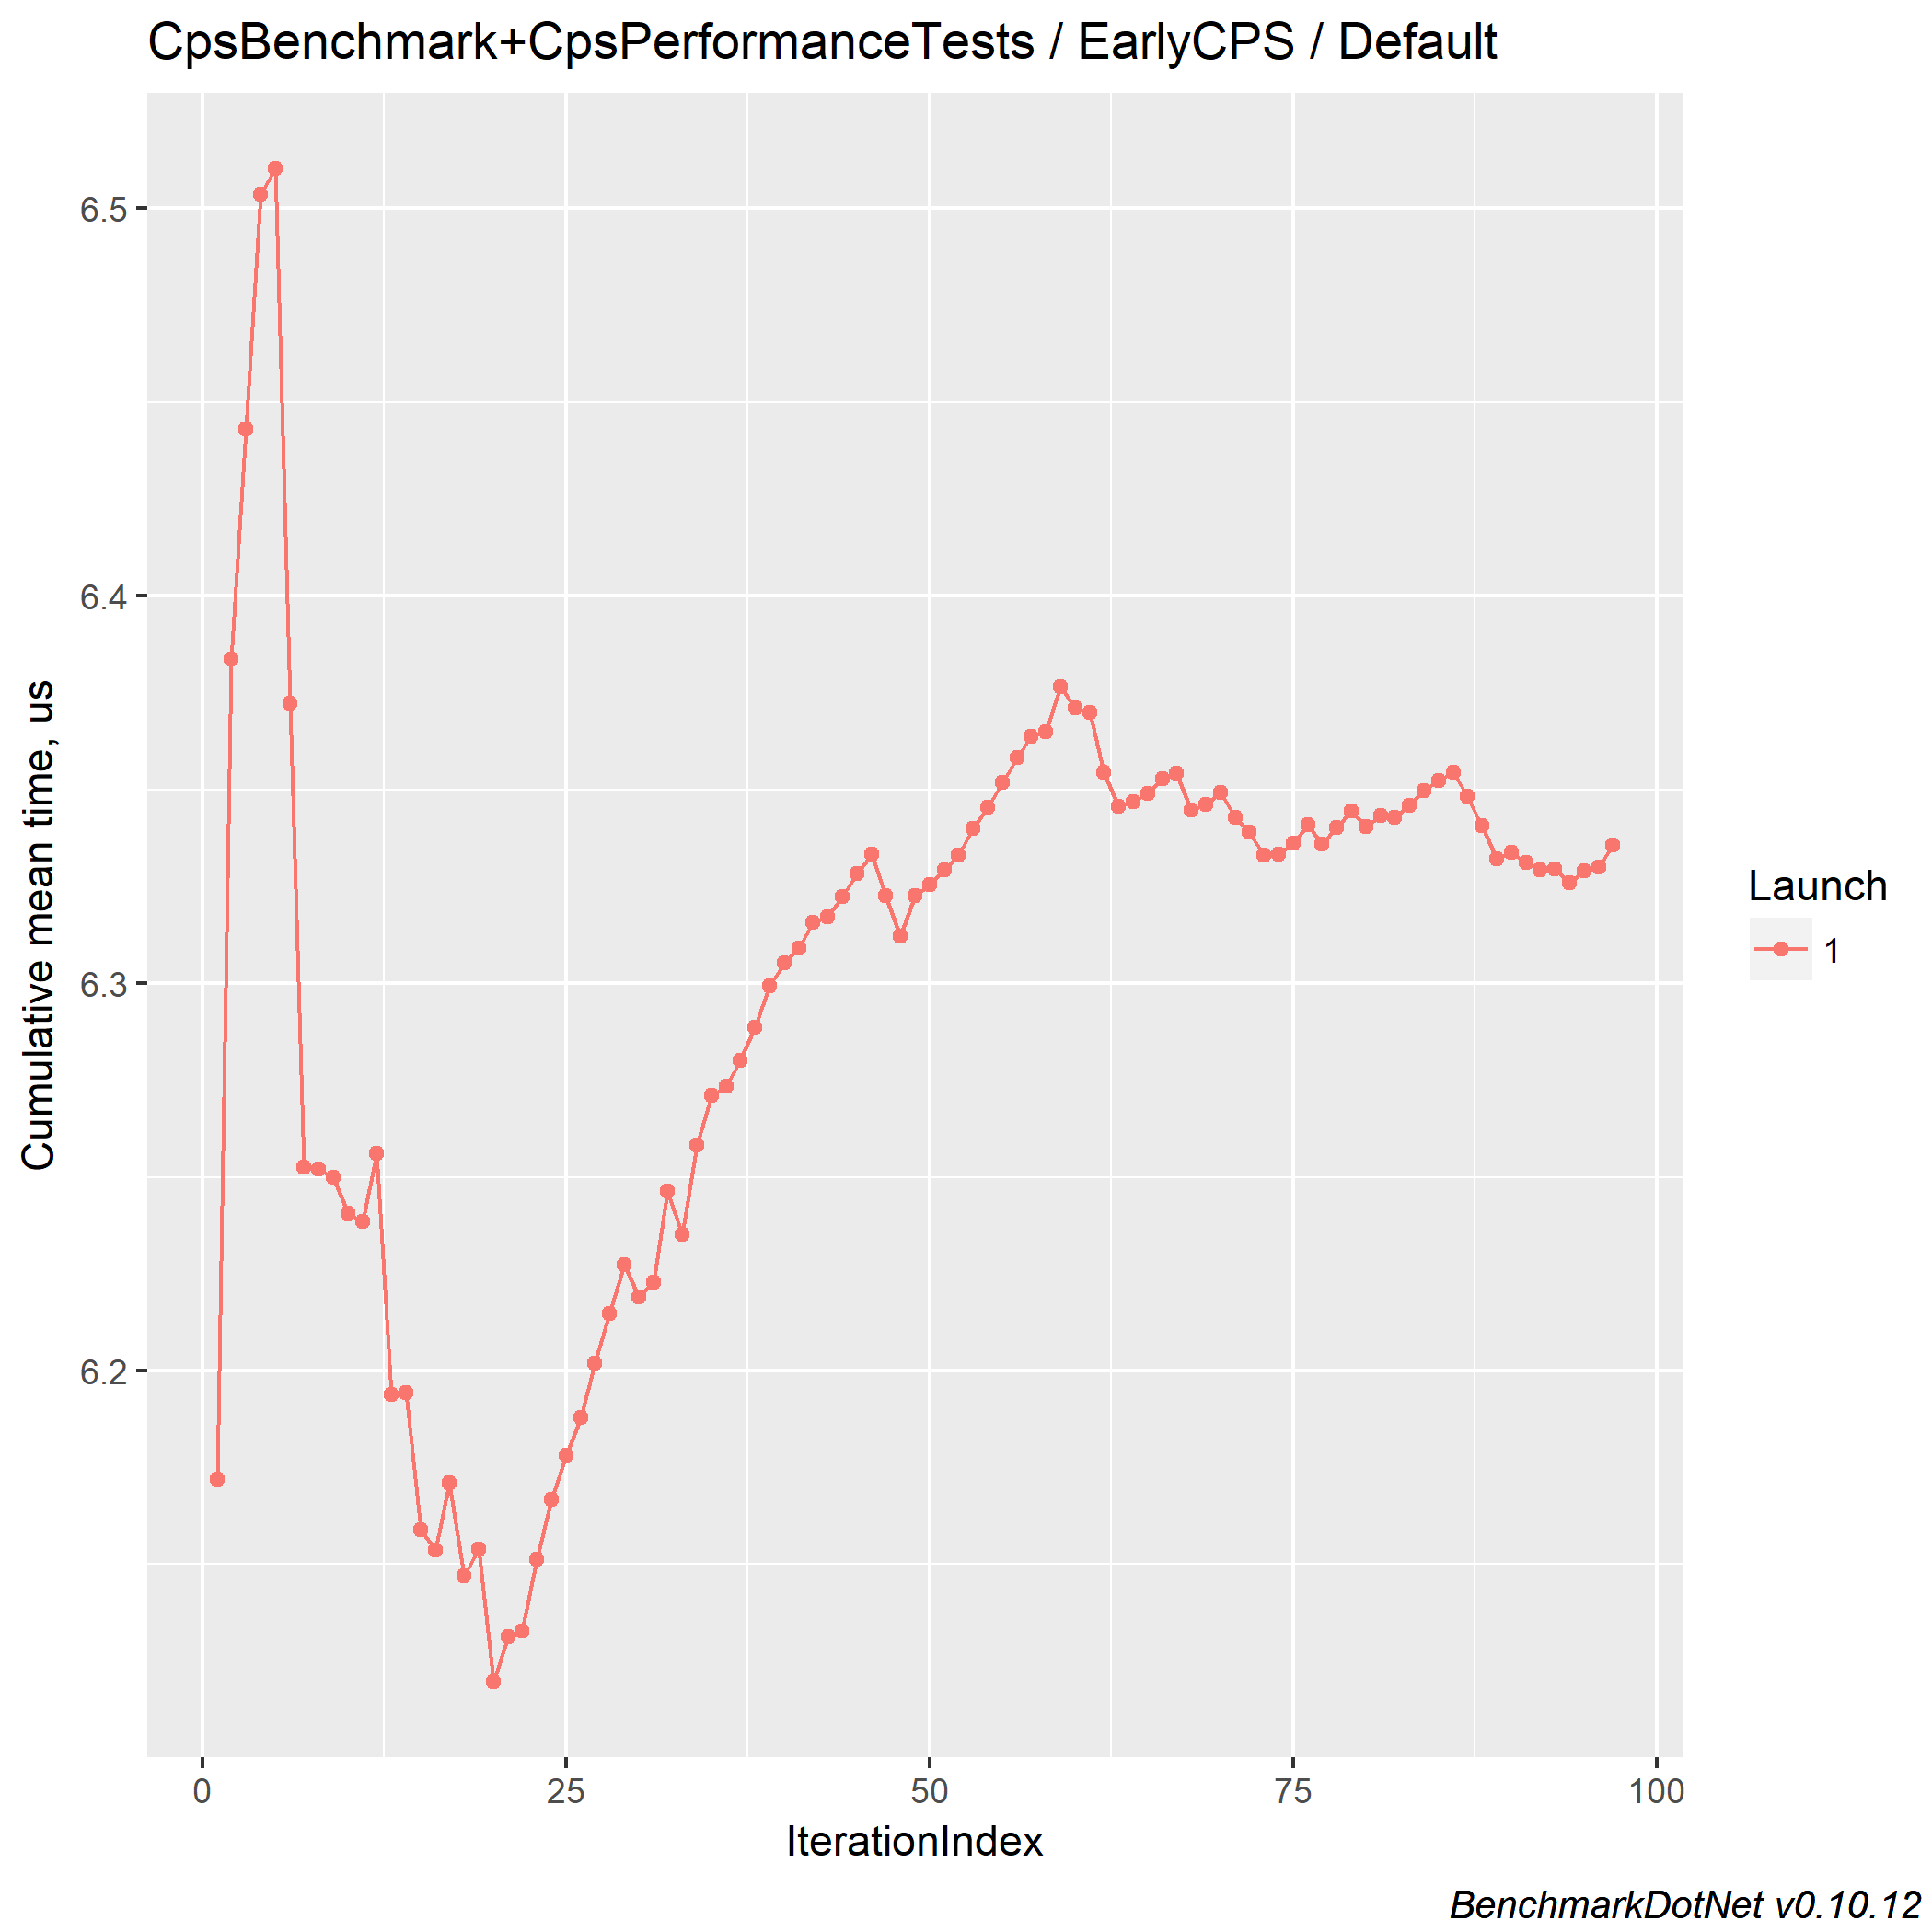 CpsBenchmark+CpsPerformanceTests / EarlyCPS / Default
Cumulative mean time, us
6.5
6.4
6.3
6.2
0 25 50 75 100
IterationIndex
Launch
1
BenchmarkDotNet v0.10.12